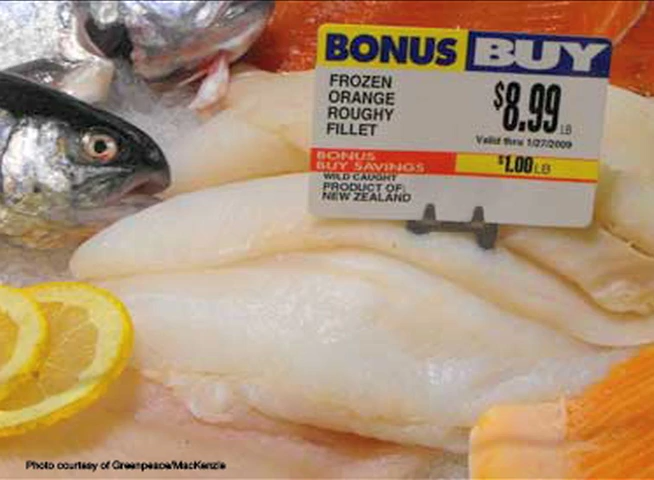 BONUS BUY
FROZEN
ORANGE
ROUGHY
FILLET
$8.99 LB
Valid thru 1/27/2009
BONUS
BUY SAVINGS
$1.00 LB
WILD CAUGHT
PRODUCT OF:
NEW ZEALAND
Photo courtesy of Greenpeace/MacKenzie